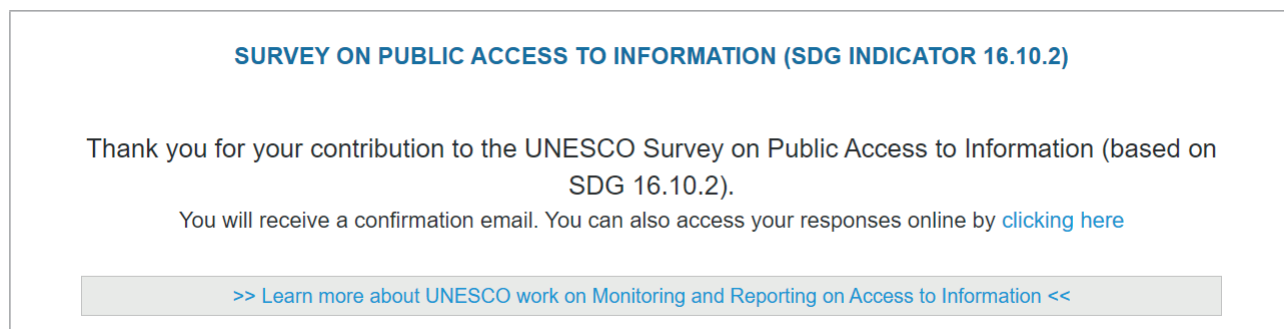 SURVEY ON PUBLIC ACCESS TO INFORMATION (SDG INDICATOR 16.10.2)
Thank you for your contribution to the UNESCO Survey on Public Access to Information (based on
SDG 16.10.2).
You will receive a confirmation email. You can also access your responses online by clicking here
>> Learn more about UNESCO work on Monitoring and Reporting on Access to Information <<